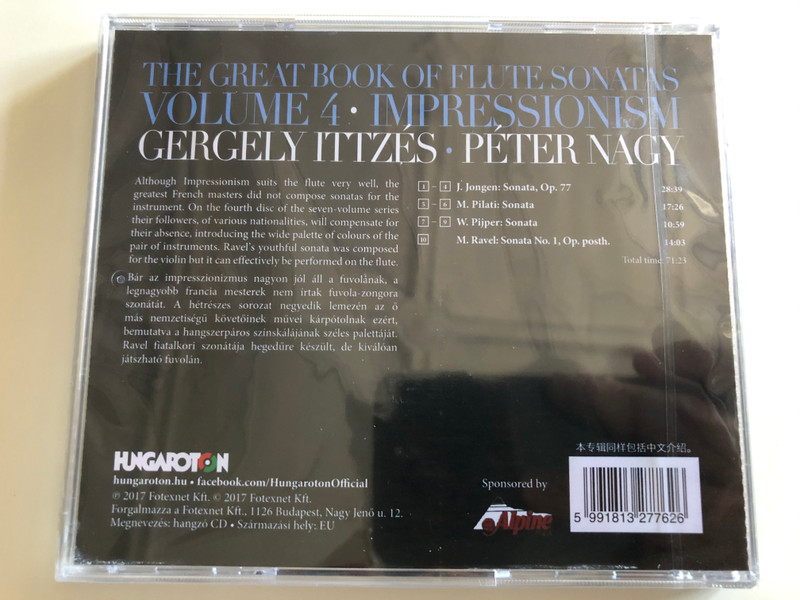 THE GREAT BOOK OF FLUTE SONATAS
VOLUME 4 • IMPRESSIONISM
GERGELY ITTZÉS • PÉTER NAGY
Although Impressionism suits the flute very well, the
greatest French masters did not compose sonatas for the
instrument. On the fourth disc of the seven-volume series
their followers, of various nationalities, will compensate for
their absence, introducing the wide palette of colours of the
pair of instruments. Ravel's youthful sonata was composed
for the violin but it can effectively be performed on the flute.
Bár az impresszionizmus nagyon jól áll a fuvolának, a
legnagyobb francia mesterek nem írtak fuvola-zongora
szonátát. A hétrészes sorozat negyedik lemezén az ő
más nemzetiségű követőinek művei kárpótolnak ezért,
bemutatva a hangszerpáros színskálájának széles palettáját.
Ravel fiatalkori szonátája hegedűre készült, de kiválóan
játszható fuvolán.
1 – 4 J. Jongen: Sonata, Op. 77 28:39
5 – 6 M. Pilati: Sonata 17:26
7 – 9 W. Pijper: Sonata 10:59
10 M. Ravel: Sonata No. 1, Op. posth. 14:03
Total time 71:23
HUNGAROTON
hungaroton.hu • facebook.com/HungarotonOfficial
℗ 2017 Fotexnet Kft. © 2017 Fotexnet Kft.
Forgalmazza a Fotexnet Kft., 1126 Budapest, Nagy Jenő u. 12.
Megnevezés: hangzó CD • Származási hely: EU
Sponsored by
Alpine
本专辑同样包括中文介绍。
5 991813 277626